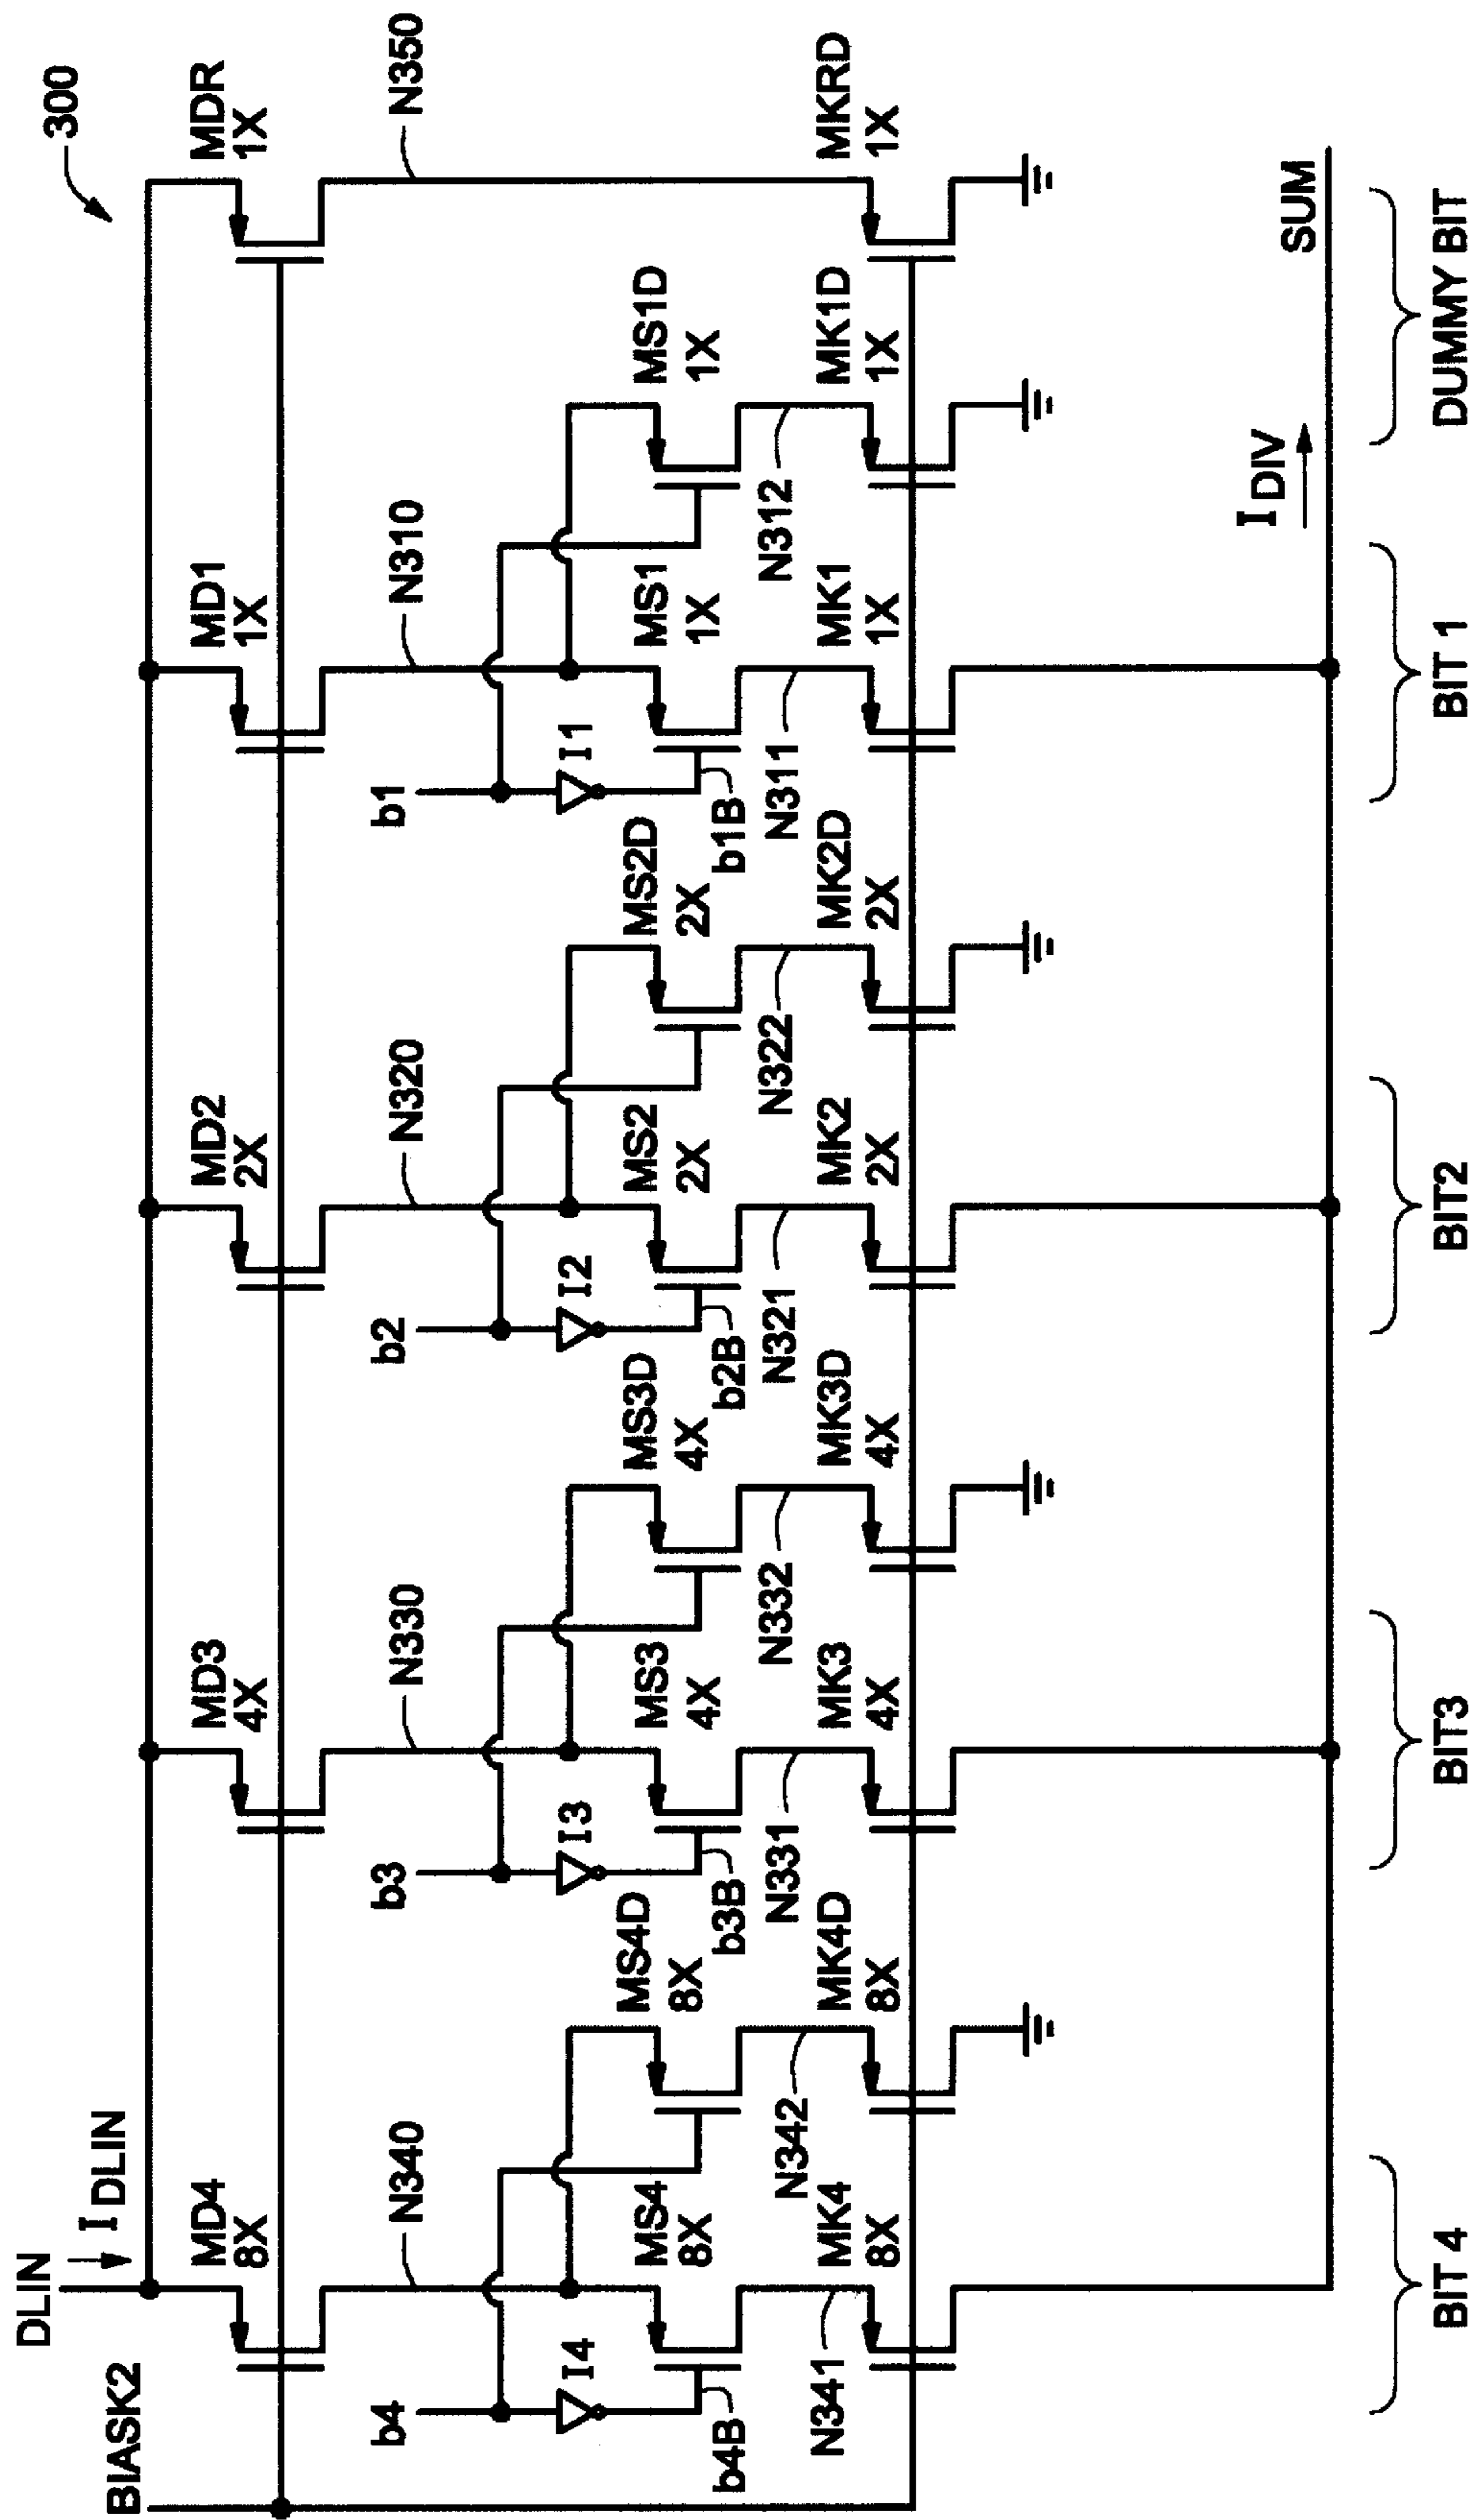 300
DLIN
I DLIN
BIASK2
MD4
8X
MD3
4X
MD2
2X
MD1
1X
MDR
1X
N340
N330
N320
N310
N350
b4
b3
b2
b1
I4
I3
I2
I1
MS4
8X
MS4D
8X
MS3
4X
MS3D
4X
MS2
2X
MS2D
2X
MS1
1X
MS1D
1X
b4B
b3B
b2B
b1B
N341
N342
N331
N332
N321
N322
N311
N312
MK4
8X
MK4D
8X
MK3
4X
MK3D
4X
MK2
2X
MK2D
2X
MK1
1X
MK1D
1X
MKRD
1X
I DIV
SUM
BIT 4
BIT3
BIT2
BIT 1
DUMMY BIT